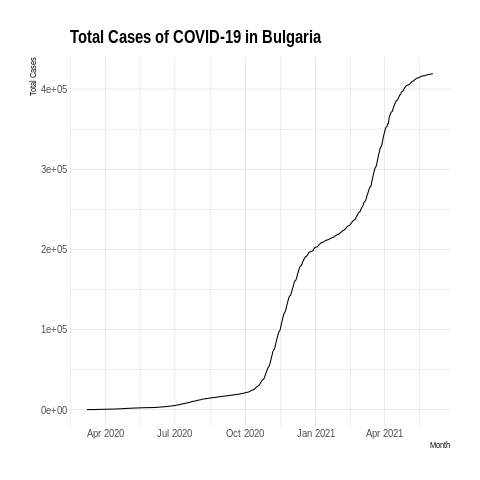 Total Cases of COVID-19 in Bulgaria
Total Cases
4e+05
3e+05
2e+05
1e+05
0e+00
Apr 2020 Jul 2020 Oct 2020 Jan 2021 Apr 2021
Month